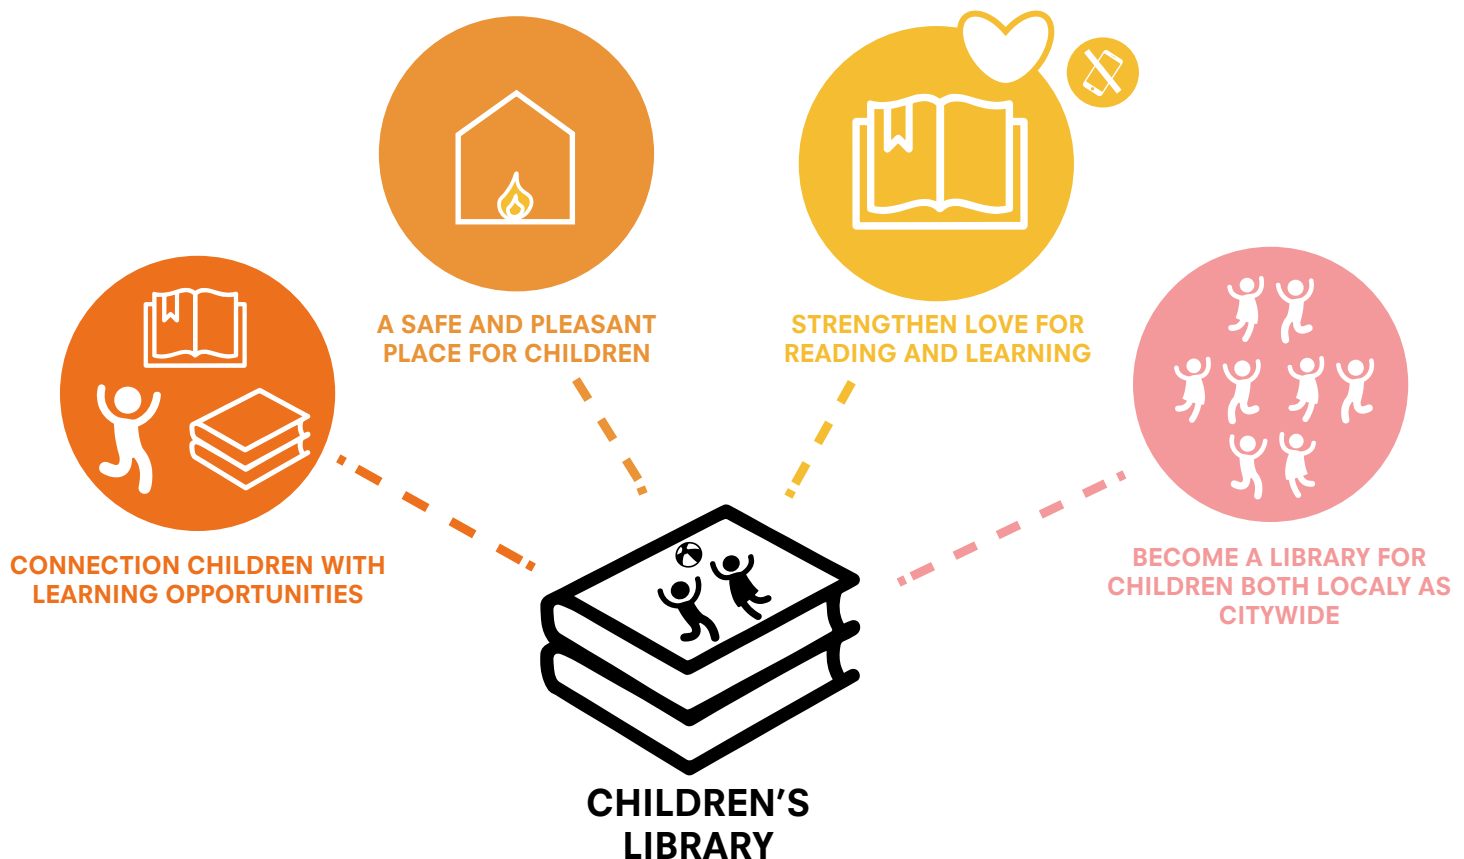 A SAFE AND PLEASANT
PLACE FOR CHILDREN
STRENGTHEN LOVE FOR
READING AND LEARNING
CONNECTION CHILDREN WITH
LEARNING OPPORTUNITIES
BECOME A LIBRARY FOR
CHILDREN BOTH LOCALY AS
CITYWIDE
CHILDREN’S
LIBRARY